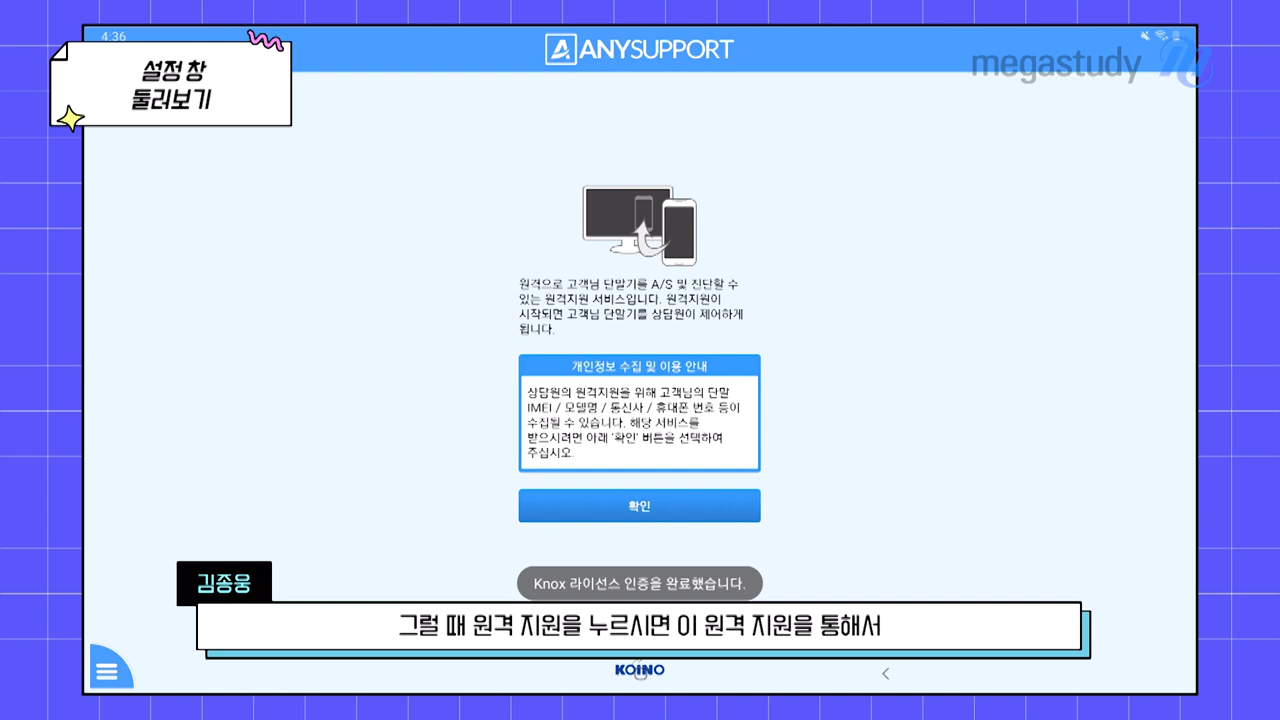 4:36
설정 창
둘러보기
ANYSUPPORT
megastudy
원격으로 고객님 단말기를 A/S 및 진단할 수
있는 원격지원 서비스입니다. 원격지원이
시작되면 고객님 단말기를 상담원이 제어하게
됩니다.
개인정보 수집 및 이용 안내
상담원의 원격지원을 위해 고객님의 단말
IMEI / 모델명 / 통신사 / 휴대폰 번호 등이
수집될 수 있습니다. 해당 서비스를
받으시려면 아래 '확인' 버튼을 선택하여
주십시오.
확인
Knox 라이선스 인증을 완료했습니다.
김종웅
그럴 때 원격 지원을 누르시면 이 원격 지원을 통해서
KOINO